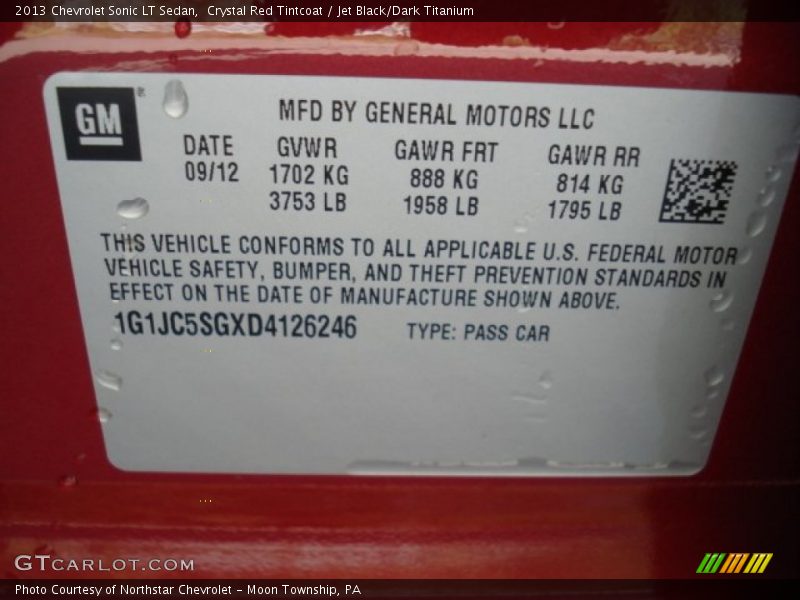 2013 Chevrolet Sonic LT Sedan,  Crystal Red Tintcoat / Jet Black/Dark Titanium
GM®
MFD BY GENERAL MOTORS LLC
DATE GVWR GAWR FRT GAWR RR
09/12 1702 KG 888 KG 814 KG
3753 LB 1958 LB 1795 LB
THIS VEHICLE CONFORMS TO ALL APPLICABLE U.S. FEDERAL MOTOR
VEHICLE SAFETY, BUMPER, AND THEFT PREVENTION STANDARDS IN
EFFECT ON THE DATE OF MANUFACTURE SHOWN ABOVE.
1G1JC5SGXD4126246 TYPE: PASS CAR
GTCARLOT.COM
Photo Courtesy of Northstar Chevrolet - Moon Township, PA